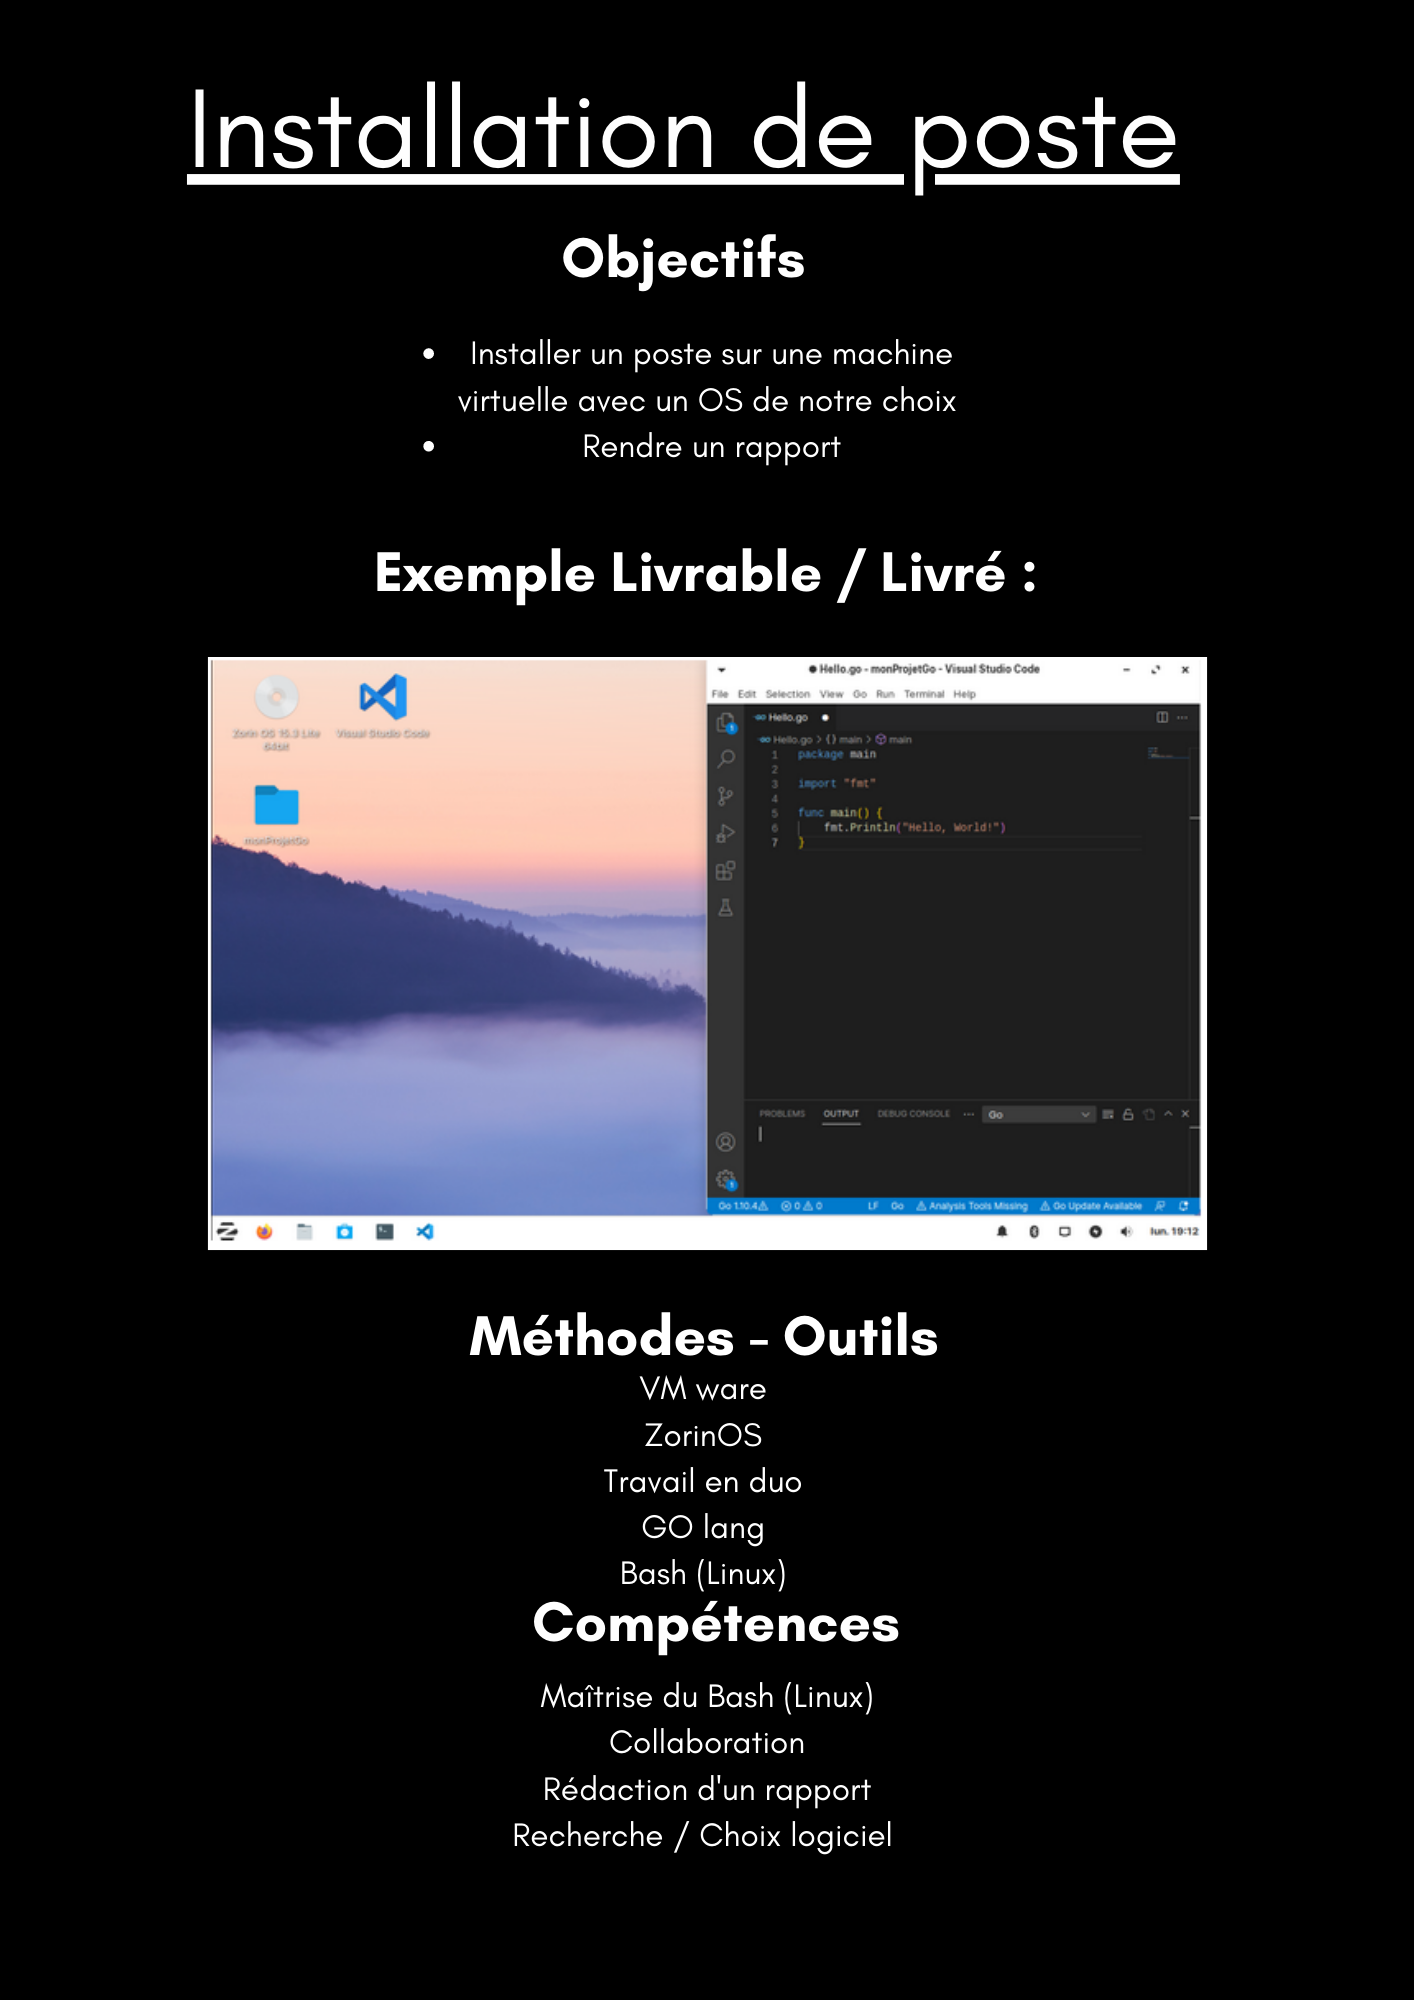 Installation de poste
Objectifs
• Installer un poste sur une machine
virtuelle avec un OS de notre choix
• Rendre un rapport
Exemple Livrable / Livré :
Zorin OS 15.3 Lite
64bit
Visual Studio Code
monProjetGo
● Hello.go - monProjetGo - Visual Studio Code
File Edit Selection View Go Run Terminal Help
Hello.go ●
Hello.go > {} main > main
1 package main
2
3 import "fmt"
4
5 func main() {
6 fmt.Println("Hello, World!")
7 }
PROBLEMS OUTPUT DEBUG CONSOLE ··· Go
Go 1.10.4 0 0 LF Go Analysis Tools Missing Go Update Available
lun. 19:12
Méthodes - Outils
VM ware
ZorinOS
Travail en duo
GO lang
Bash (Linux)
Compétences
Maîtrise du Bash (Linux)
Collaboration
Rédaction d'un rapport
Recherche / Choix logiciel